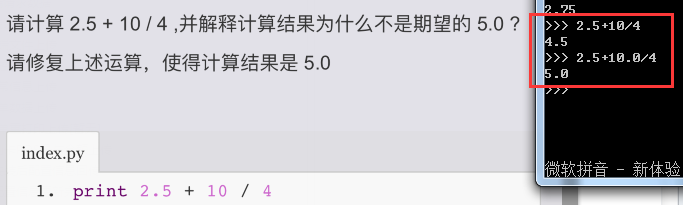 请计算 2.5 + 10 / 4 ,并解释计算结果为什么不是期望的 5.0 ?
请修复上述运算，使得计算结果是 5.0
index.py
1. print 2.5 + 10 / 4
2.75
>>> 2.5+10/4
4.5
>>> 2.5+10.0/4
5.0
>>>
微软拼音 - 新体验